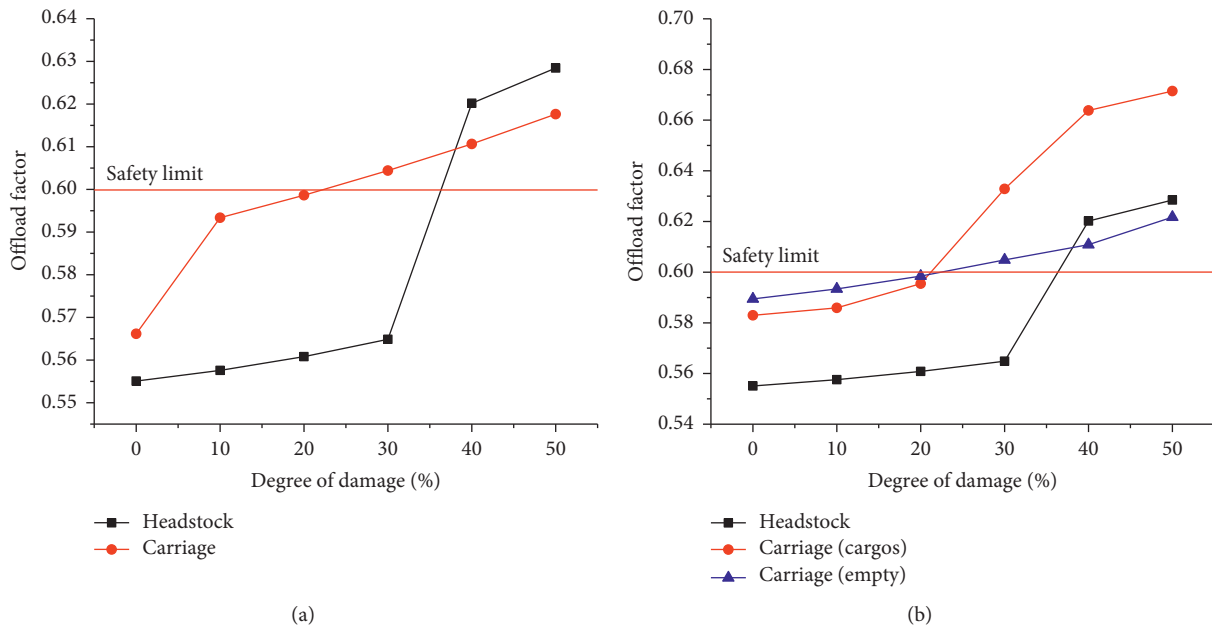 0.64
0.63
0.62
0.61
0.60
0.59
0.58
0.57
0.56
0.55
Offload factor
Safety limit
0 10 20 30 40 50
Degree of damage (%)
Headstock
Carriage
(a)
0.70
0.68
0.66
0.64
0.62
0.60
0.58
0.56
0.54
Offload factor
Safety limit
0 10 20 30 40 50
Degree of damage (%)
Headstock
Carriage (cargos)
Carriage (empty)
(b)